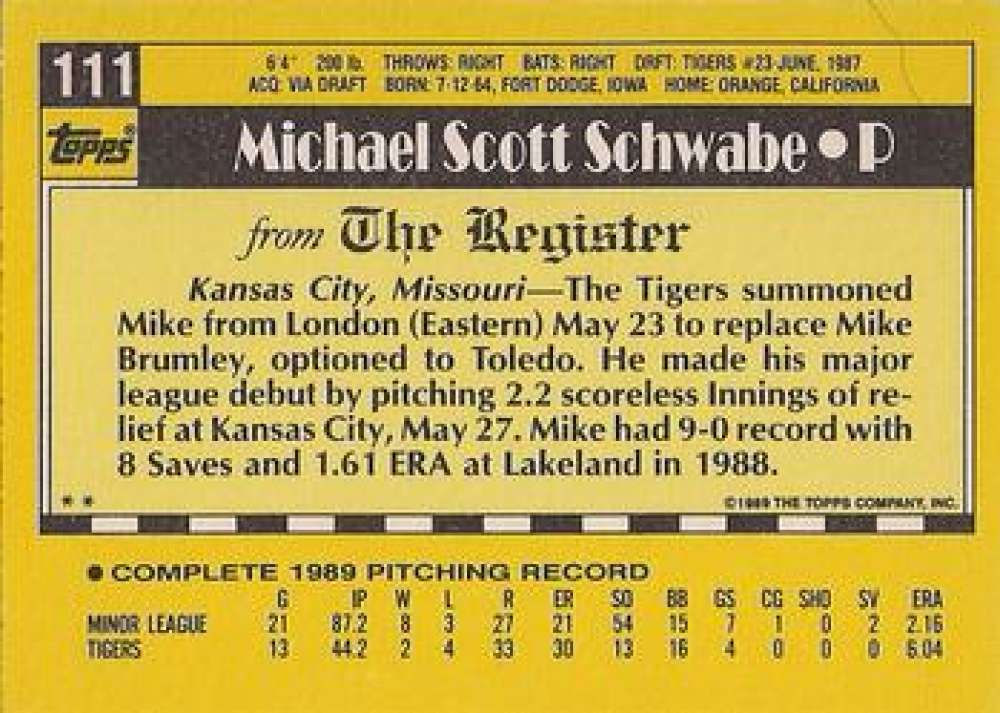 111
6'4" 200 lb. THROWS: RIGHT BATS: RIGHT DRFT: TIGERS #23-JUNE, 1987
ACQ: VIA DRAFT BORN: 7-12-64, FORT DODGE, IOWA HOME: ORANGE, CALIFORNIA
TOPPS®
Michael Scott Schwabe • P
from The Register
Kansas City, Missouri—The Tigers summoned
Mike from London (Eastern) May 23 to replace Mike
Brumley, optioned to Toledo. He made his major
league debut by pitching 2.2 scoreless Innings of re-
lief at Kansas City, May 27. Mike had 9-0 record with
8 Saves and 1.61 ERA at Lakeland in 1988.
* * ©1989 THE TOPPS COMPANY, INC.
• COMPLETE 1989 PITCHING RECORD
G IP W L R ER SO BB GS CG SHO SV ERA
MINOR LEAGUE 21 87.2 8 3 27 21 54 15 7 1 0 2 2.16
TIGERS 13 44.2 2 4 33 30 13 16 4 0 0 0 6.04